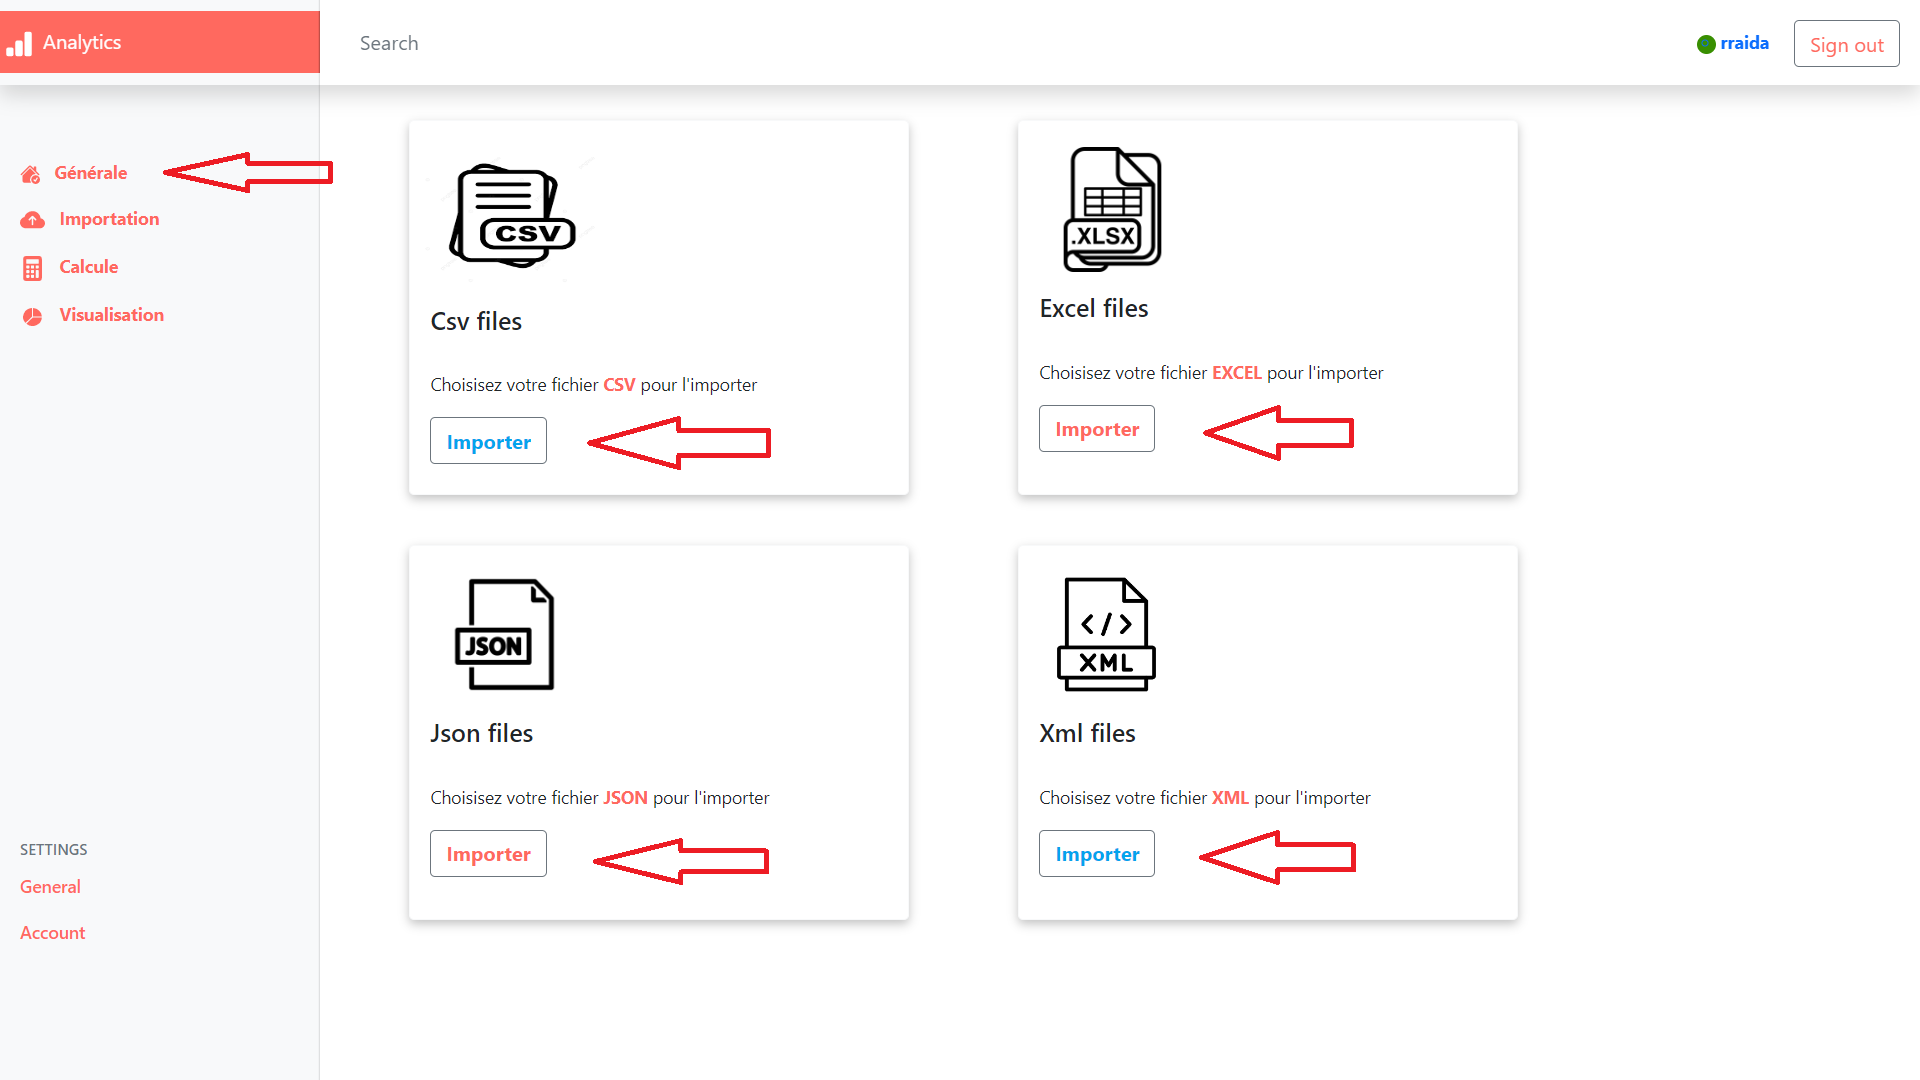 Analytics
Search
rraida
Sign out
Générale
Importation
Calcule
Visualisation
SETTINGS
General
Account
CSV
Csv files
Choisisez votre fichier CSV pour l'importer
Importer
.XLSX
Excel files
Choisisez votre fichier EXCEL pour l'importer
Importer
JSON
Json files
Choisisez votre fichier JSON pour l'importer
Importer
</>
XML
Xml files
Choisisez votre fichier XML pour l'importer
Importer